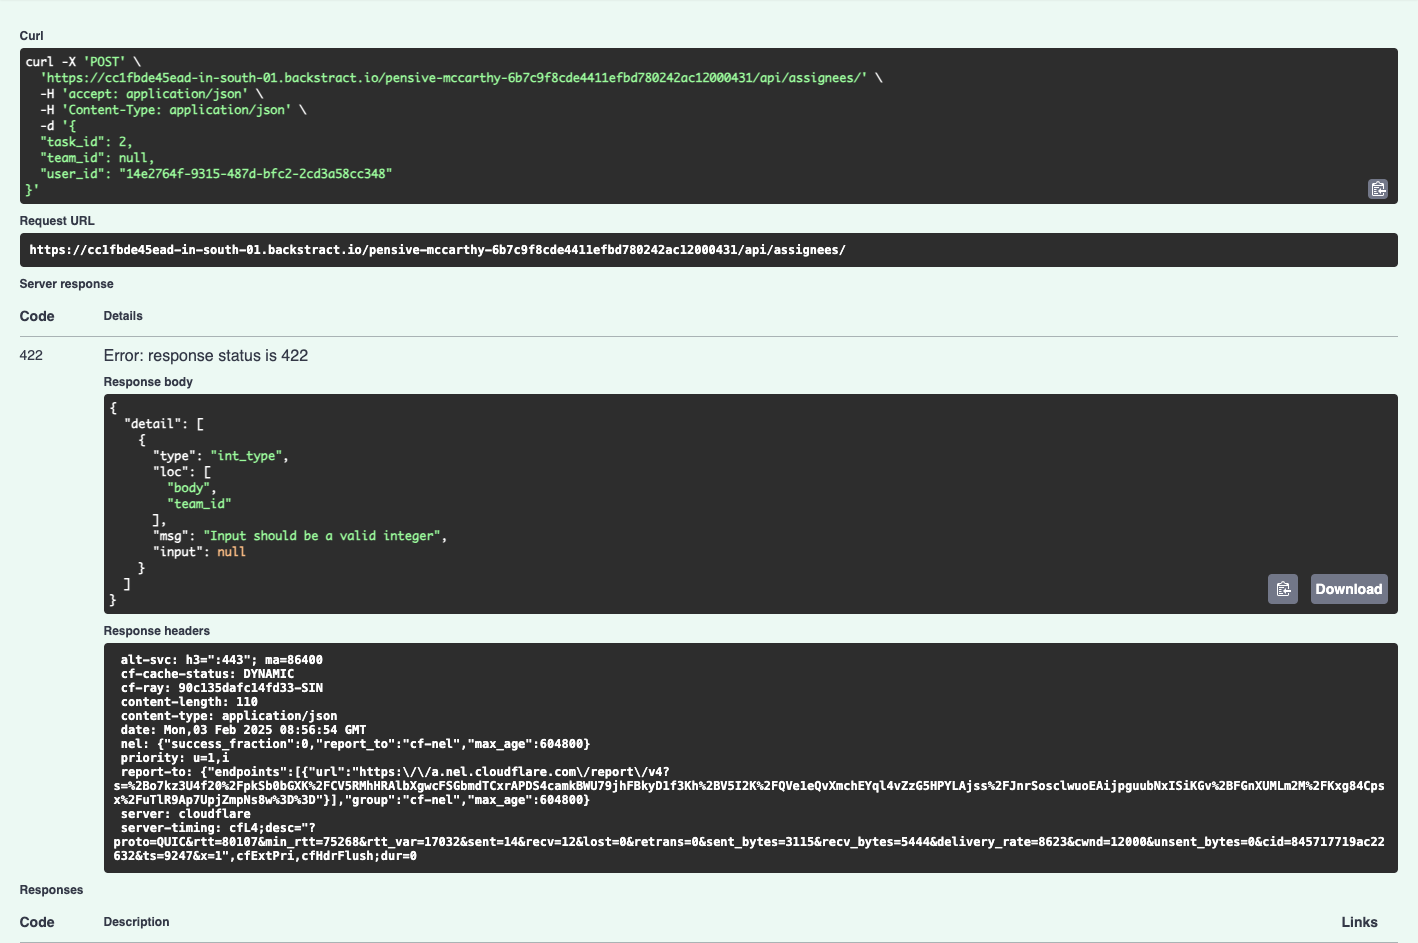 Curl
curl -X 'POST' \
  'https://cc1fbde45ead-in-south-01.backstract.io/pensive-mccarthy-6b7c9f8cde4411efbd780242ac12000431/api/assignees/' \
  -H 'accept: application/json' \
  -H 'Content-Type: application/json' \
  -d '{
  "task_id": 2,
  "team_id": null,
  "user_id": "14e2764f-9315-487d-bfc2-2cd3a58cc348"
}'
Request URL
https://cc1fbde45ead-in-south-01.backstract.io/pensive-mccarthy-6b7c9f8cde4411efbd780242ac12000431/api/assignees/
Server response
Code Details
422 Error: response status is 422
Response body
{
  "detail": [
    {
      "type": "int_type",
      "loc": [
        "body",
        "team_id"
      ],
      "msg": "Input should be a valid integer",
      "input": null
    }
  ]
}
Download
Response headers
alt-svc: h3=":443"; ma=86400
cf-cache-status: DYNAMIC
cf-ray: 90c135dafc14fd33-SIN
content-length: 110
content-type: application/json
date: Mon,03 Feb 2025 08:56:54 GMT
nel: {"success_fraction":0,"report_to":"cf-nel","max_age":604800}
priority: u=1,i
report-to: {"endpoints":[{"url":"https:\/\/a.nel.cloudflare.com\/report\/v4?
s=%2Bo7kz3U4f20%2FpkSb0bGXK%2FCV5RMhHRAlbXgwcFSGbmdTCxrAPDS4camkBWU79jhFBkyD1f3Kh%2BV5I2K%2FQVe1eQvXmchEYql4vZzG5HPYLAjss%2FJnrSosclwuoEAijpguubNxISiKGv%2BFGnXUMLm2M%2FKxg84Cps
x%2FuTlR9Ap7UpjZmpNs8w%3D%3D"}],"group":"cf-nel","max_age":604800}
server: cloudflare
server-timing: cfL4;desc="?
proto=QUIC&rtt=80107&min_rtt=75268&rtt_var=17032&sent=14&recv=12&lost=0&retrans=0&sent_bytes=3115&recv_bytes=5444&delivery_rate=8623&cwnd=12000&unsent_bytes=0&cid=845717719ac22
632&ts=9247&x=1",cfExtPri,cfHdrFlush;dur=0
Responses
Code Description Links